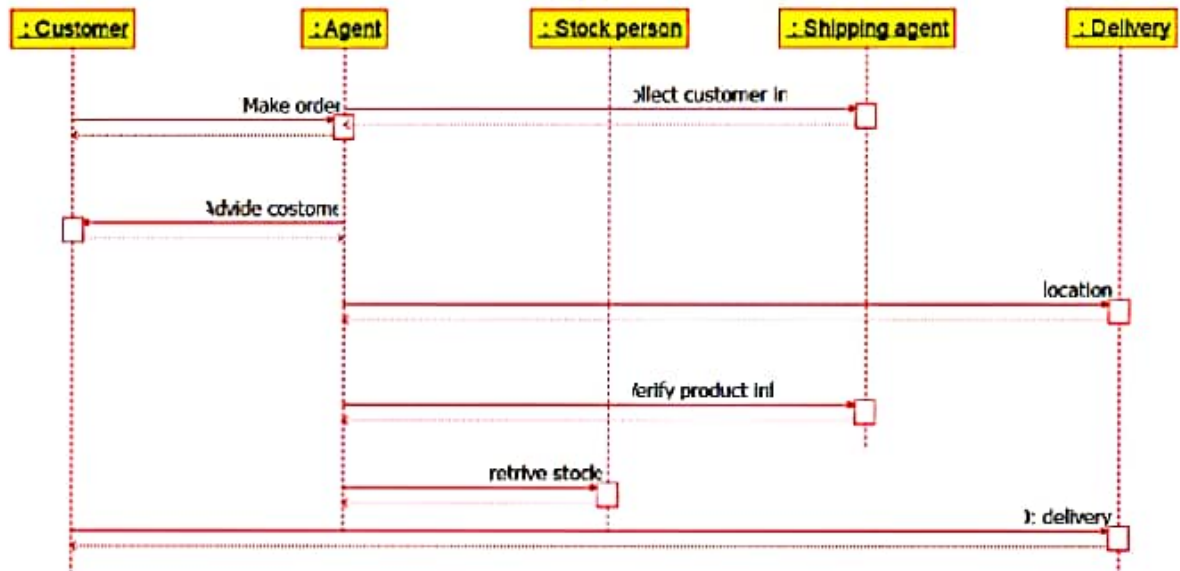 : Customer
: Agent
: Stock person
: Shipping agent
: Delivery
Make order
ollect customer in
Advide costome
location
Verify product inf
retrive stock
): delivery